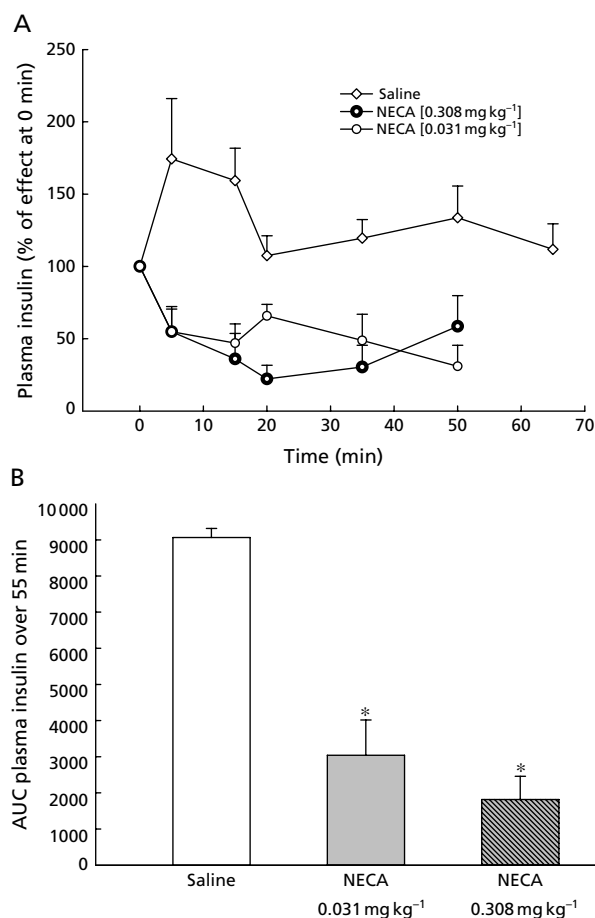 A
Plasma insulin (% of effect at 0 min)
250
200
150
100
50
0
Saline
NECA [0.308 mg kg⁻¹]
NECA [0.031 mg kg⁻¹]
0 10 20 30 40 50 60 70
Time (min)
B
AUC plasma insulin over 55 min
10 000
9000
8000
7000
6000
5000
4000
3000
2000
1000
0
*
*
Saline NECA NECA
0.031 mg kg⁻¹ 0.308 mg kg⁻¹